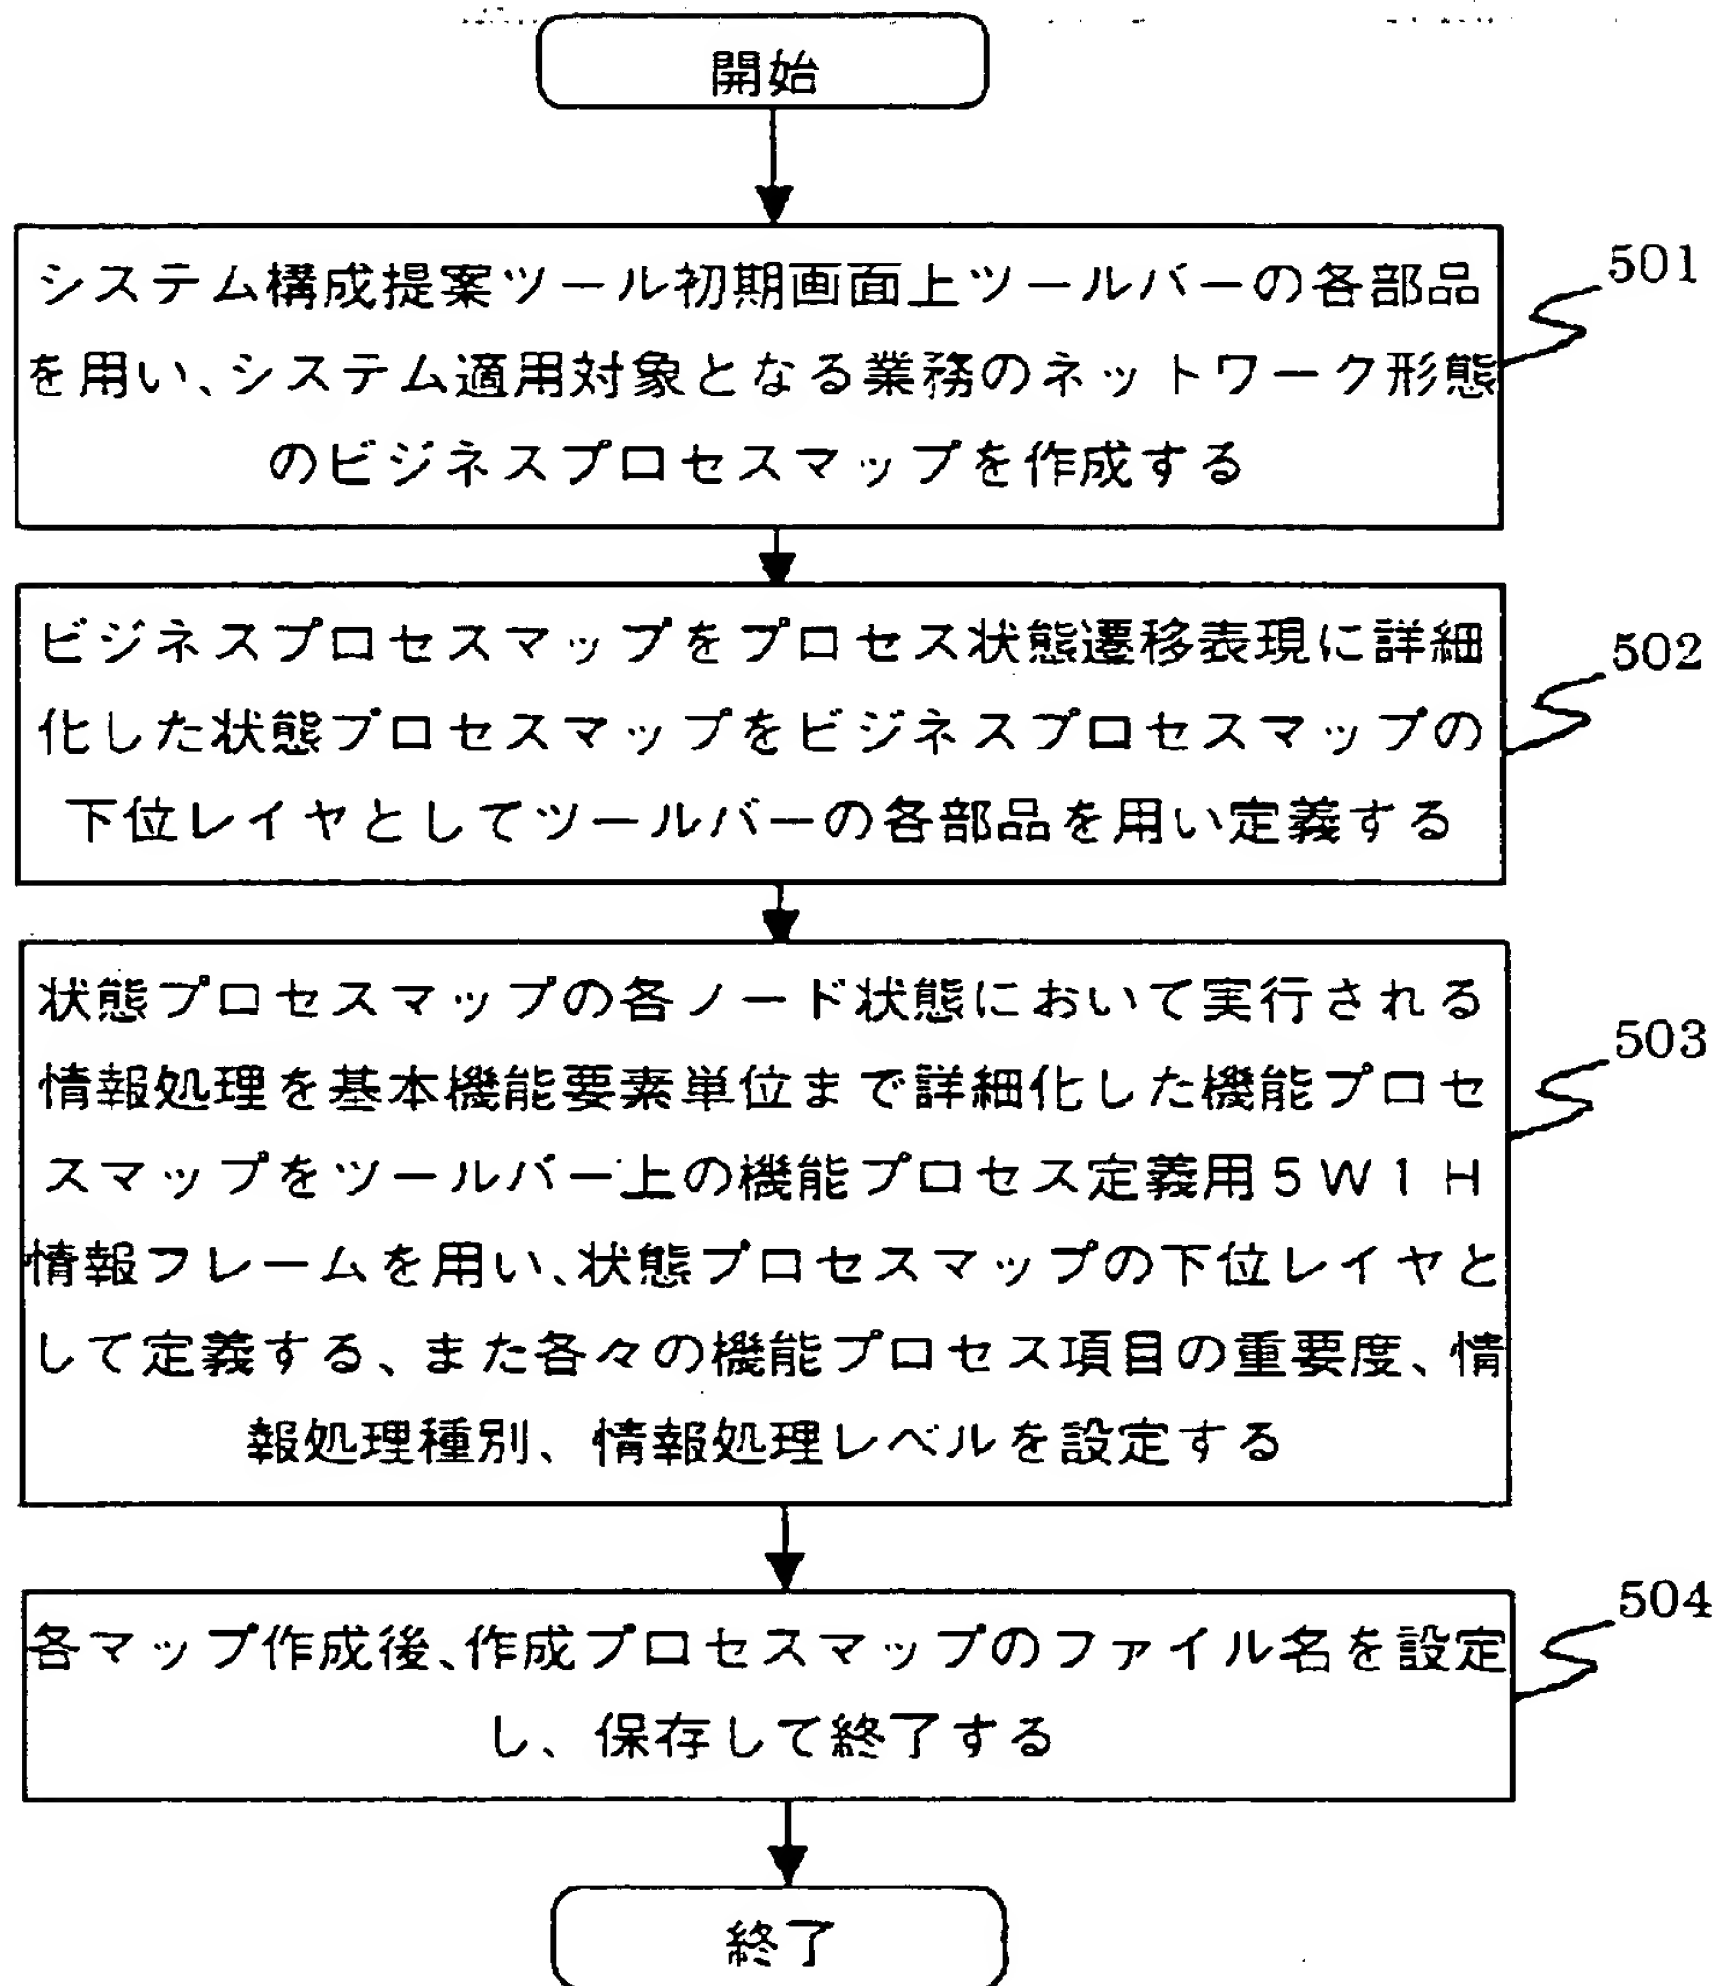 開始
システム構成提案ツール初期画面上ツールバーの各部品
を用い、システム適用対象となる業務のネットワーク形態
のビジネスプロセスマップを作成する
501
ビジネスプロセスマップをプロセス状態遷移表現に詳細
化した状態プロセスマップをビジネスプロセスマップの
下位レイヤとしてツールバーの各部品を用い定義する
502
状態プロセスマップの各ノード状態において実行される
情報処理を基本機能要素単位まで詳細化した機能プロセ
スマップをツールバー上の機能プロセス定義用5W1H
情報フレームを用い、状態プロセスマップの下位レイヤと
して定義する、また各々の機能プロセス項目の重要度、情
報処理種別、情報処理レベルを設定する
503
各マップ作成後、作成プロセスマップのファイル名を設定
し、保存して終了する
504
終了